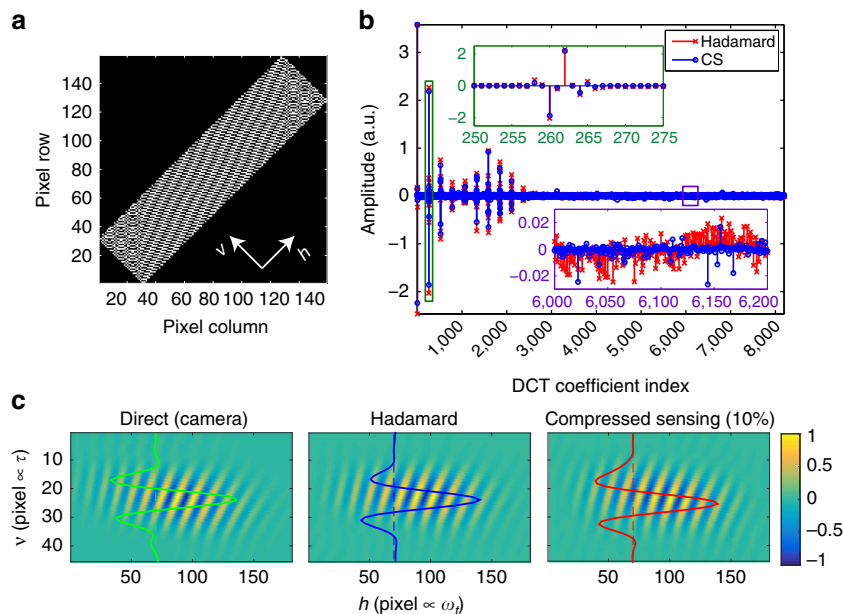 a
160
140
120
100
80
60
40
20
Pixel row
v
h
20 40 60 80 100 120 140
Pixel column
b
3
2
1
0
−1
−2
Amplitude (a.u.)
Hadamard
CS
2
0
−2
250 260 265 270 275
0.02
0
−0.02
6,000 6,050 6,100 6,150 6,200
1,000 2,000 3,000 4,000 5,000 6,000 7,000 8,000
DCT coefficient index
c
Direct (camera) Hadamard Compressed sensing (10%)
10
20
30
40
ν (pixel ∝ τ)
50 100 150 50 100 150 50 100 150
h (pixel ∝ ωt)
1
0.5
0
−0.5
−1